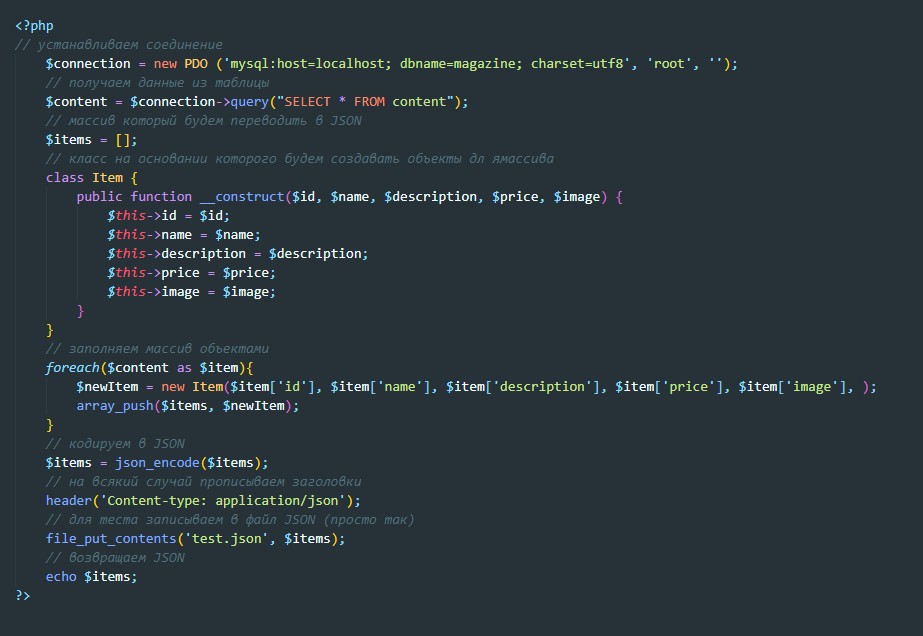 <?php
// устанавливаем соединение
$connection = new PDO ('mysql:host=localhost; dbname=magazine; charset=utf8', 'root', '');
// получаем данные из таблицы
$content = $connection->query("SELECT * FROM content");
// массив который будем переводить в JSON
$items = [];
// класс на основании которого будем создавать объекты дл ямассива
class Item {
public function __construct($id, $name, $description, $price, $image) {
$this->id = $id;
$this->name = $name;
$this->description = $description;
$this->price = $price;
$this->image = $image;
}
}
// заполняем массив объектами
foreach($content as $item){
$newItem = new Item($item['id'], $item['name'], $item['description'], $item['price'], $item['image'], );
array_push($items, $newItem);
}
// кодируем в JSON
$items = json_encode($items);
// на всякий случай прописываем заголовки
header('Content-type: application/json');
// для теста записываем в файл JSON (просто так)
file_put_contents('test.json', $items);
// возвращаем JSON
echo $items;
?>